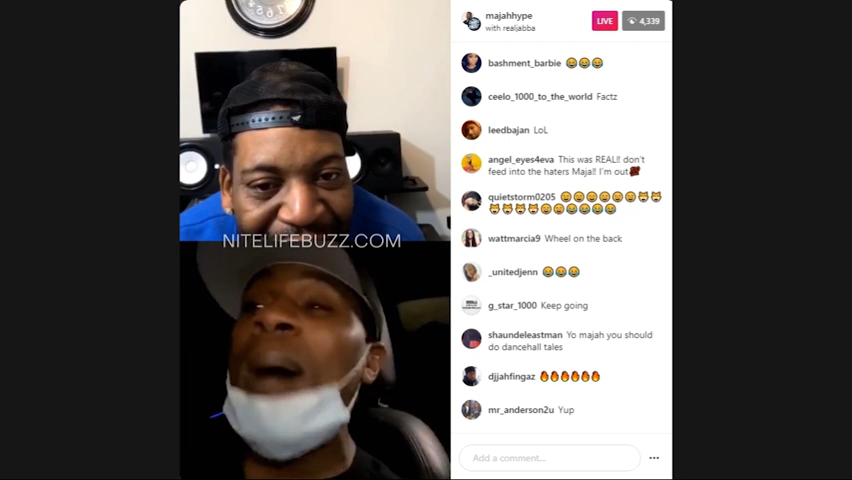 majahhype
with realjabba
LIVE
4,339
bashment_barbie 😂😂😂
ceelo_1000_to_the_world Factz
leedbajan LoL
angel_eyes4eva This was REAL!! don't
feed into the haters Maja!! I'm out
quietstorm0205
wattmarcia9 Wheel on the back
_unitedjenn 😂😂😂
g_star_1000 Keep going
shaundeleastman Yo majah you should
do dancehall tales
djjahfingaz 🔥🔥🔥🔥🔥🔥
mr_anderson2u Yup
Add a comment...
NITELIFEBUZZ.COM